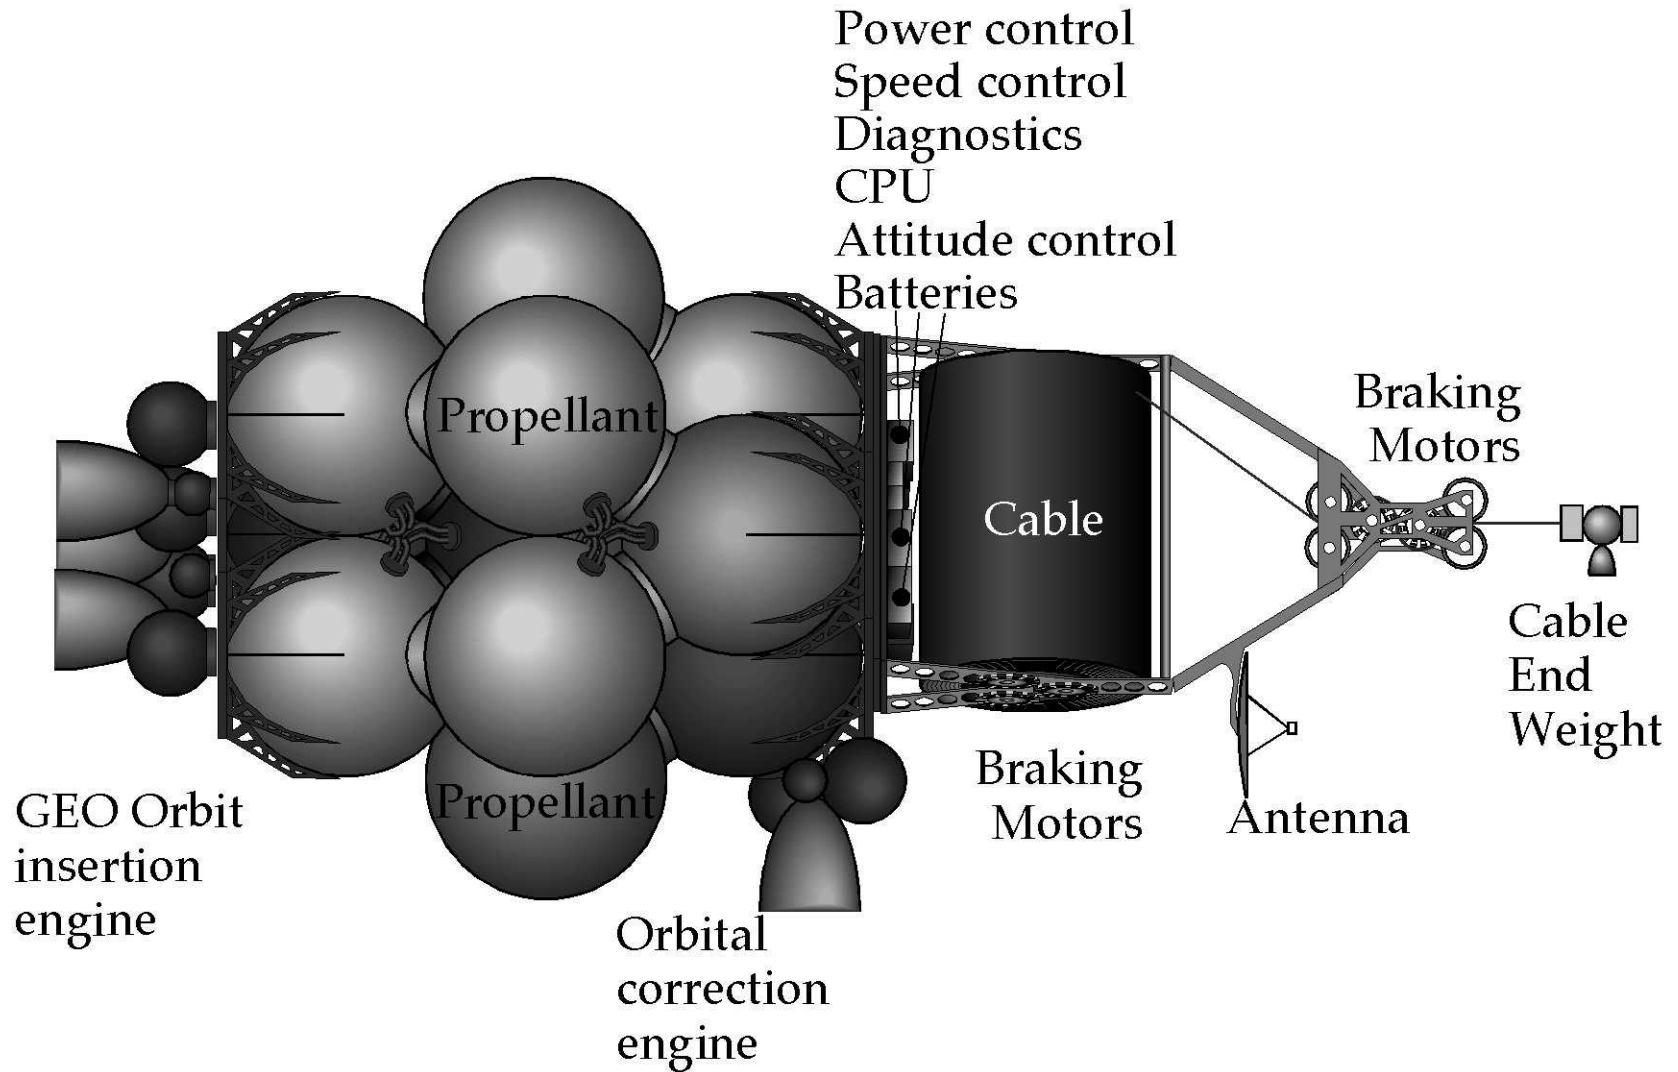 Power control
Speed control
Diagnostics
CPU
Attitude control
Batteries
Propellant
Cable
Braking
Motors
Cable
End
Weight
Braking
Motors
Antenna
Propellant
GEO Orbit
insertion
engine
Orbital
correction
engine